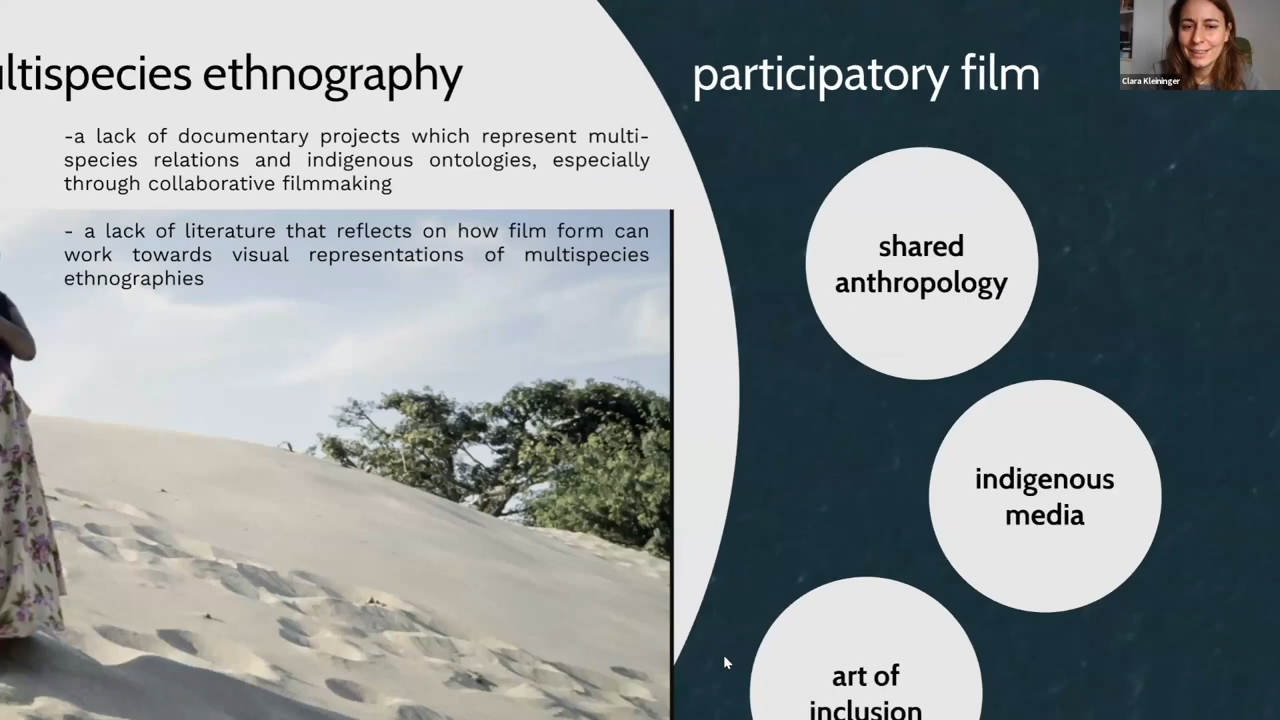 ltispecies ethnography
-a lack of documentary projects which represent multi-
species relations and indigenous ontologies, especially
through collaborative filmmaking
- a lack of literature that reflects on how film form can
work towards visual representations of multispecies
ethnographies
participatory film
Clara Kleininger
shared
anthropology
indigenous
media
art of
inclusion